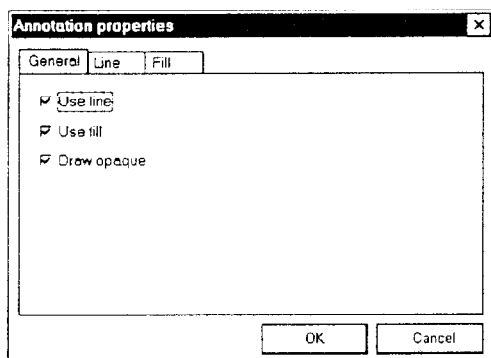 Annotation properties
General Line Fill
Use line
Use fill
Draw opaque
OK Cancel